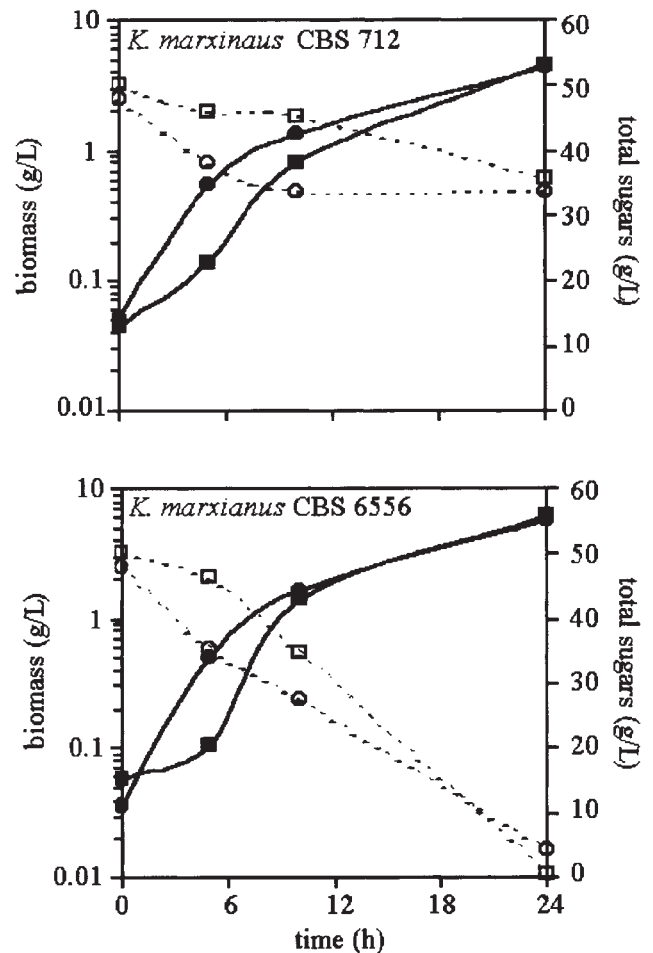 K. marxinaus CBS 712
10
1
0.1
0.01
biomass (g/L)
60
50
40
30
20
10
0
total sugars (g/L)
K. marxianus CBS 6556
10
1
0.1
0.01
biomass (g/L)
60
50
40
30
20
10
0
total sugars (g/L)
0 6 12 18 24
time (h)